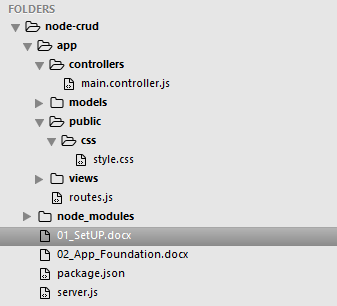 FOLDERS
node-crud
app
controllers
main.controller.js
models
public
css
style.css
views
routes.js
node_modules
01_SetUP.docx
02_App_Foundation.docx
package.json
server.js